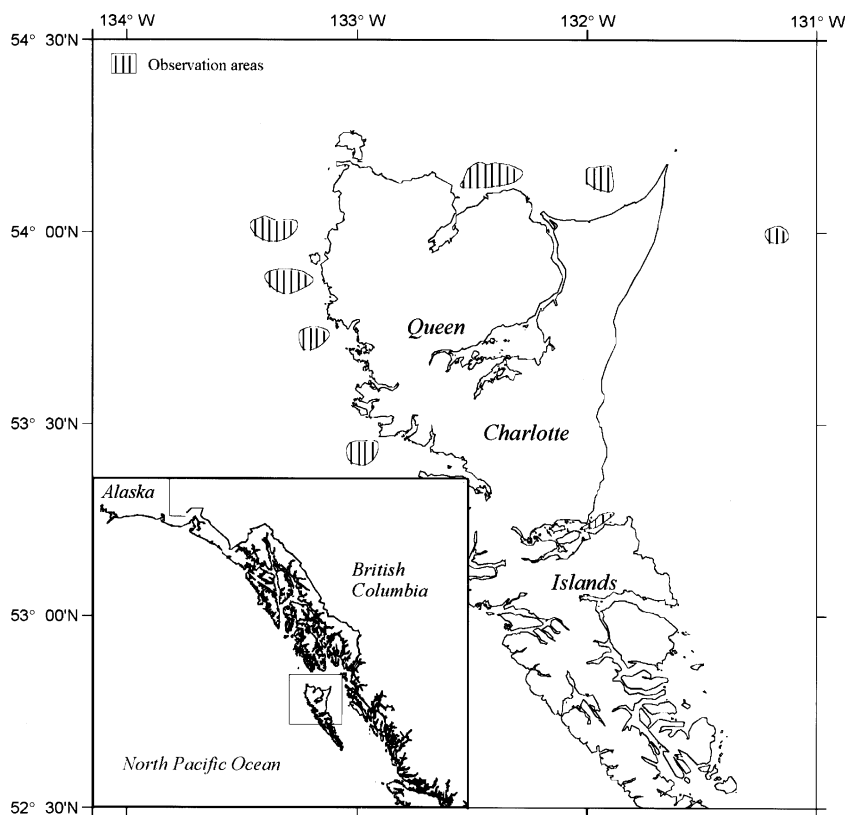 134° W 133° W 132° W 131° W
54° 30'N
Observation areas
54° 00'N
Queen
53° 30'N
Charlotte
Alaska
British
Columbia
Islands
53° 00'N
North Pacific Ocean
52° 30'N